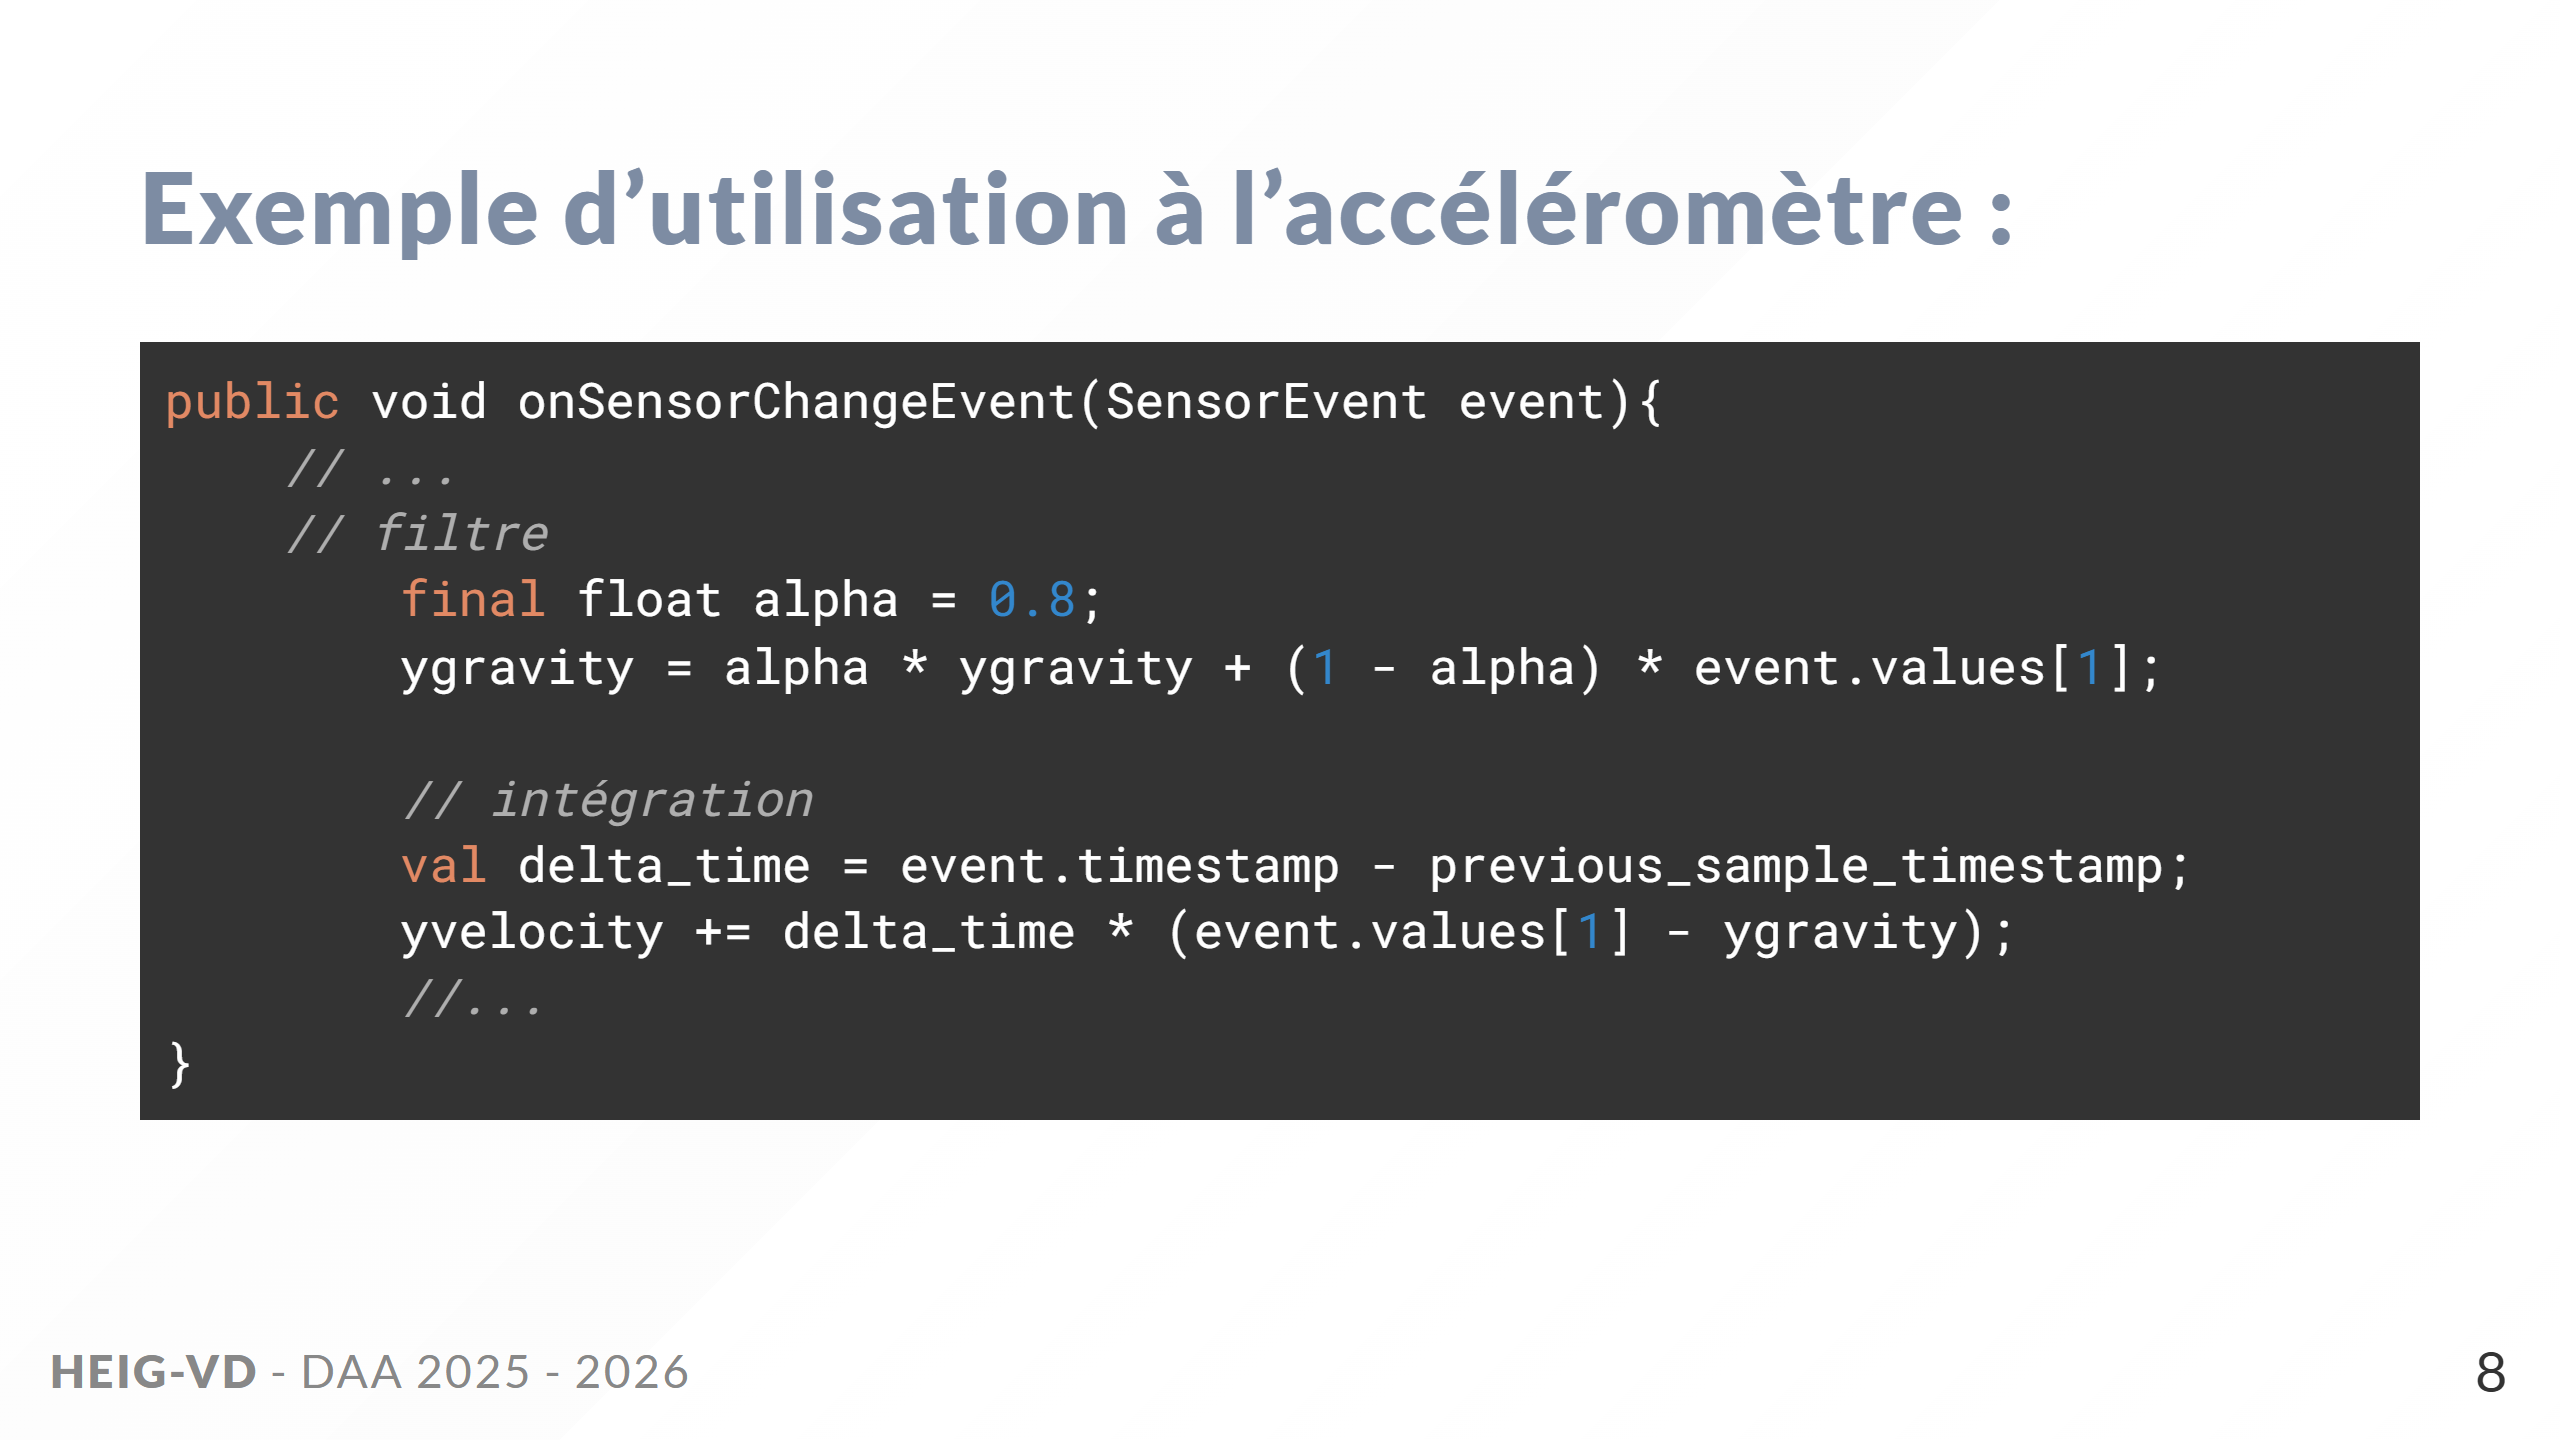 Exemple d’utilisation à l’accéléromètre :
public void onSensorChangeEvent(SensorEvent event){
    // ...
    // filtre
        final float alpha = 0.8;
        ygravity = alpha * ygravity + (1 - alpha) * event.values[1];

        // intégration
        val delta_time = event.timestamp - previous_sample_timestamp;
        yvelocity += delta_time * (event.values[1] - ygravity);
        //...
}
HEIG-VD - DAA 2025 - 2026
8